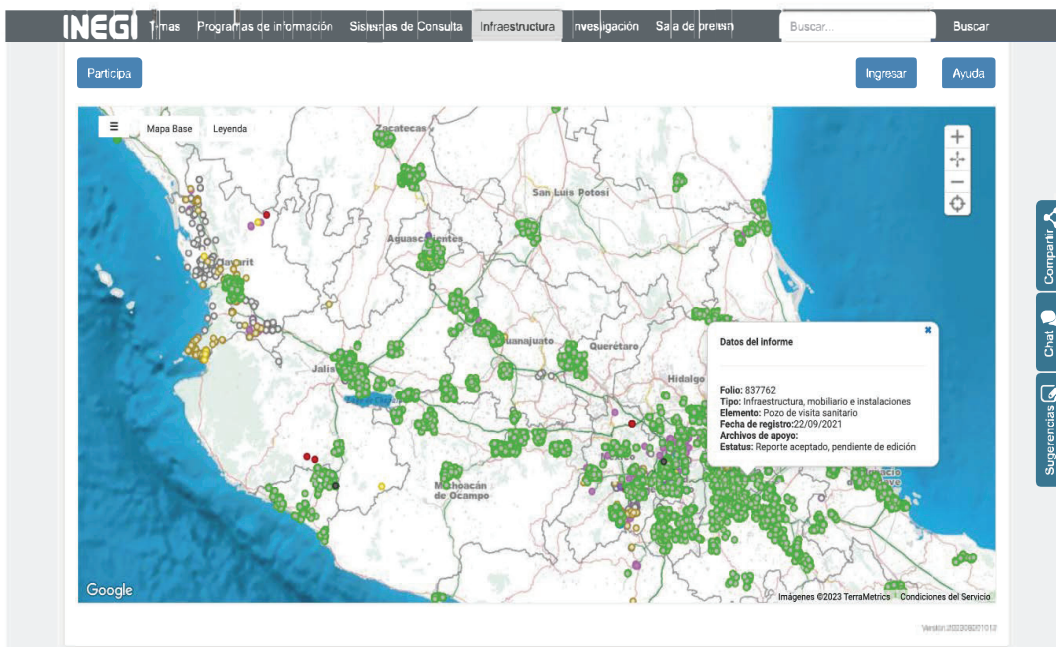 INEGI Temas Programas de información Sistemas de Consulta Infraestructura Investigación Sala de prensa Buscar... Buscar
Participa Ingresar Ayuda
☰ Mapa Base Leyenda
Zacatecas
San Luis Potosí
Aguascalientes
Nayarit
Guanajuato
Querétaro
Jalis
Hidalgo
México
Michoacán
de Ocampo
Datos del informe
Folio: 837762
Tipo: Infraestructura, mobiliario e instalaciones
Elemento: Pozo de visita sanitario
Fecha de registro:22/09/2021
Archivos de apoyo:
Estatus: Reporte aceptado, pendiente de edición
Compartir
Chat
Sugerencias
Google
Imágenes ©2023 TerraMetrics Condiciones del Servicio